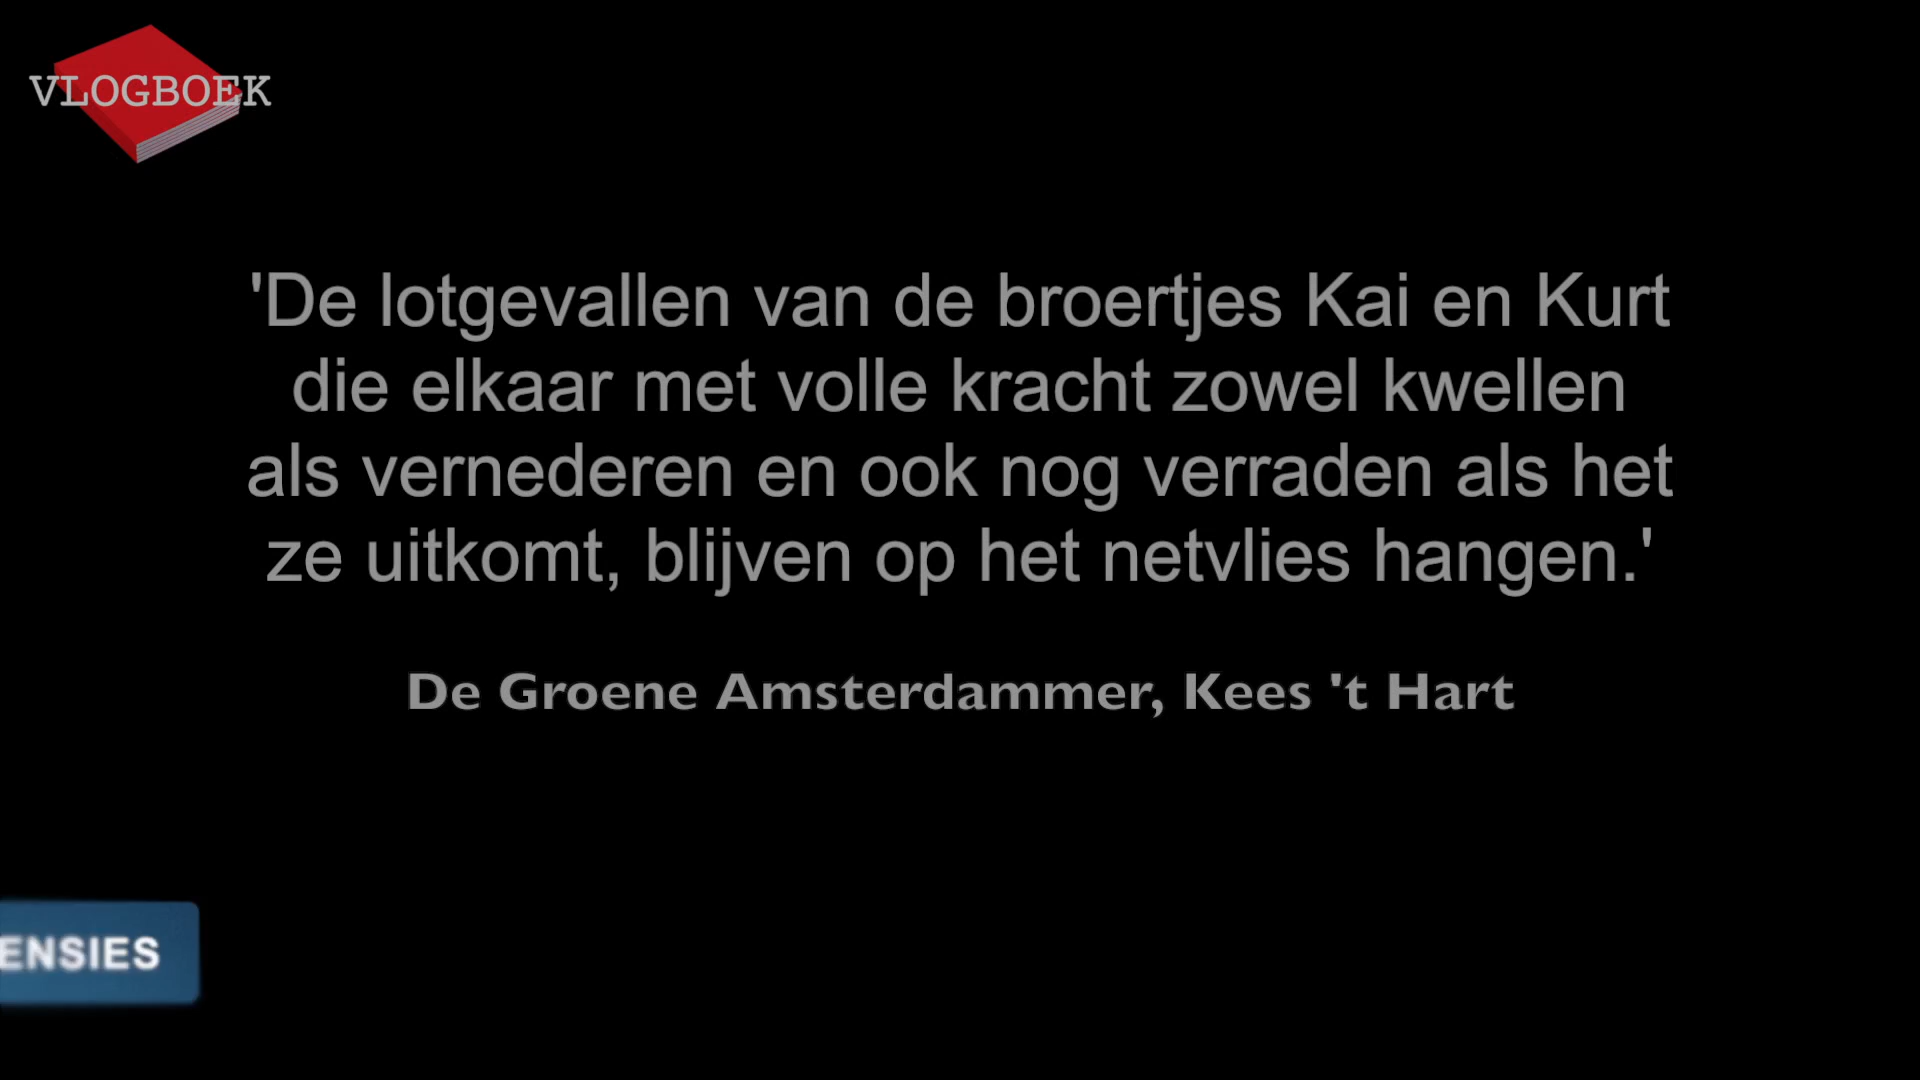 VLOGBOEK
'De lotgevallen van de broertjes Kai en Kurt
die elkaar met volle kracht zowel kwellen
als vernederen en ook nog verraden als het
ze uitkomt, blijven op het netvlies hangen.'
De Groene Amsterdammer, Kees 't Hart
ENSIES